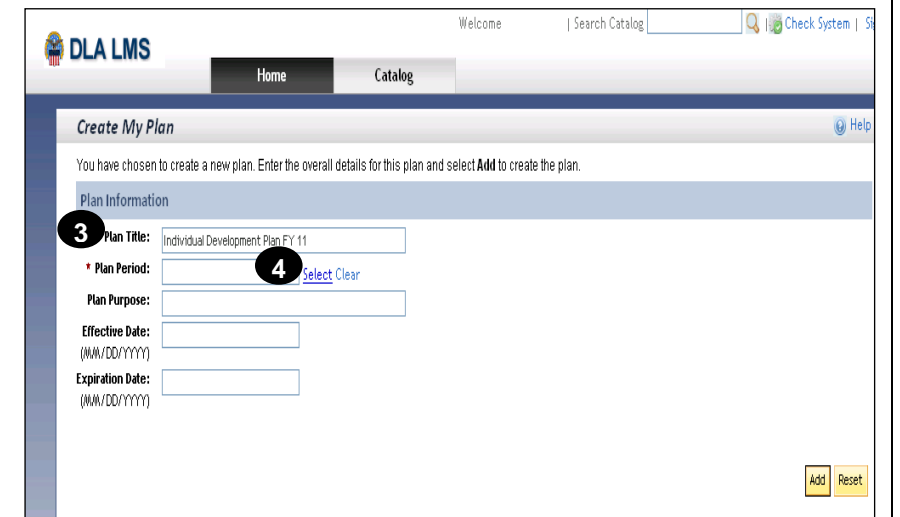 Welcome | Search Catalog | Check System |
DLA LMS
Home Catalog
Create My Plan Help
You have chosen to create a new plan. Enter the overall details for this plan and select Add to create the plan.
Plan Information
3 Plan Title: Individual Development Plan FY 11
* Plan Period: 4 Select Clear
Plan Purpose:
Effective Date:
(MM/DD/YYYY)
Expiration Date:
(MM/DD/YYYY)
Add Reset